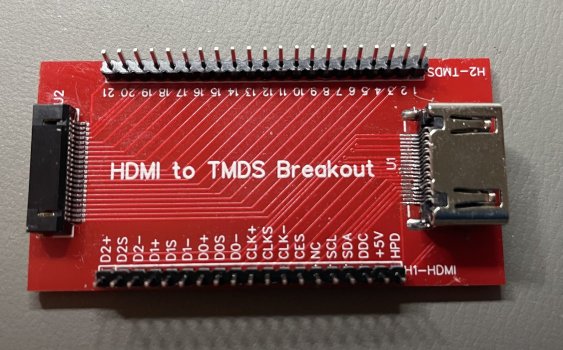 H2-TMDS
21 20 19 18 17 16 15 14 13 12 11 10 9 8 7 6 5 4 3 2 1
U2
U1
HDMI to TMDS Breakout
D2+
D2S
D2-
D1+
D1S
D1-
D0+
D0S
D0-
CLK+
CLKS
CLK-
CES
NC
SCL
SDA
DDC
+5V
HPD
H1-HDMI